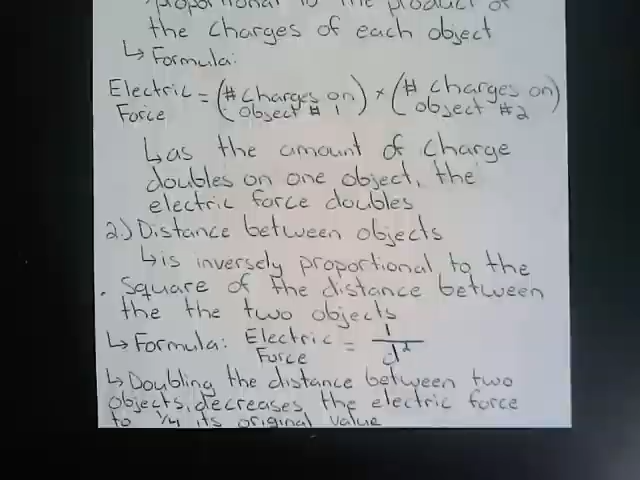 proportional to the product of
the charges of each object
↳ Formula:
Electric Force = (# charges on object # 1) × (# charges on object #2)
↳ as the amount of charge
doubles on one object, the
electric force doubles
2.) Distance between objects
↳ is inversely proportional to the
square of the distance between
the the two objects
↳ Formula: Electric Force = 1/d²
↳ Doubling the distance between two
objects, decreases the electric force
to 1/4 its original value